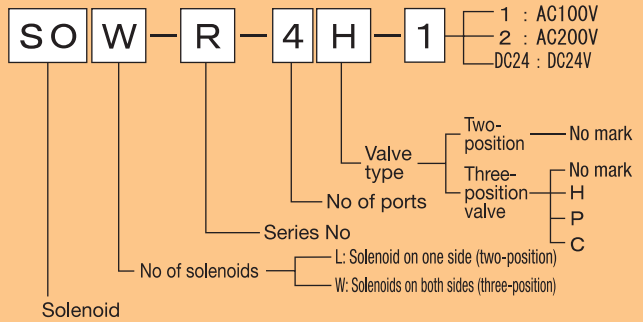 SO W - R - 4 H - 1
1 : AC100V
2 : AC200V
DC24 : DC24V
Two-
position
No mark
Valve
type
Three-
position
valve
No mark
H
P
C
No of ports
Series No
No of solenoids
L: Solenoid on one side (two-position)
W: Solenoids on both sides (three-position)
Solenoid